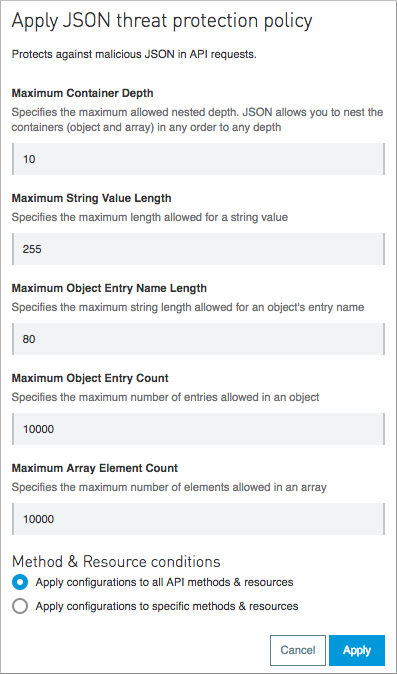 Apply JSON threat protection policy
Protects against malicious JSON in API requests.
Maximum Container Depth
Specifies the maximum allowed nested depth. JSON allows you to nest the
containers (object and array) in any order to any depth
10
Maximum String Value Length
Specifies the maximum length allowed for a string value
255
Maximum Object Entry Name Length
Specifies the maximum string length allowed for an object's entry name
80
Maximum Object Entry Count
Specifies the maximum number of entries allowed in an object
10000
Maximum Array Element Count
Specifies the maximum number of elements allowed in an array
10000
Method & Resource conditions
Apply configurations to all API methods & resources
Apply configurations to specific methods & resources
Cancel
Apply